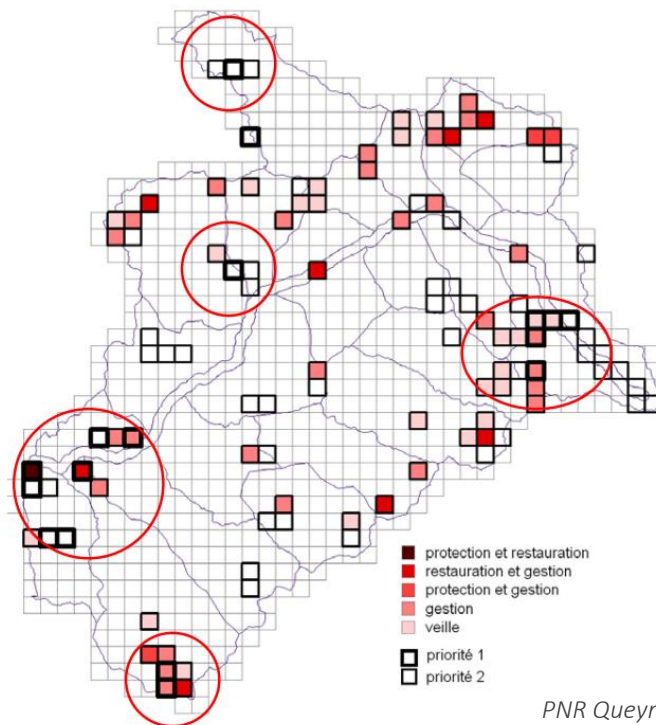 protection et restauration
restauration et gestion
protection et gestion
gestion
veille
priorité 1
priorité 2
PNR Queyr